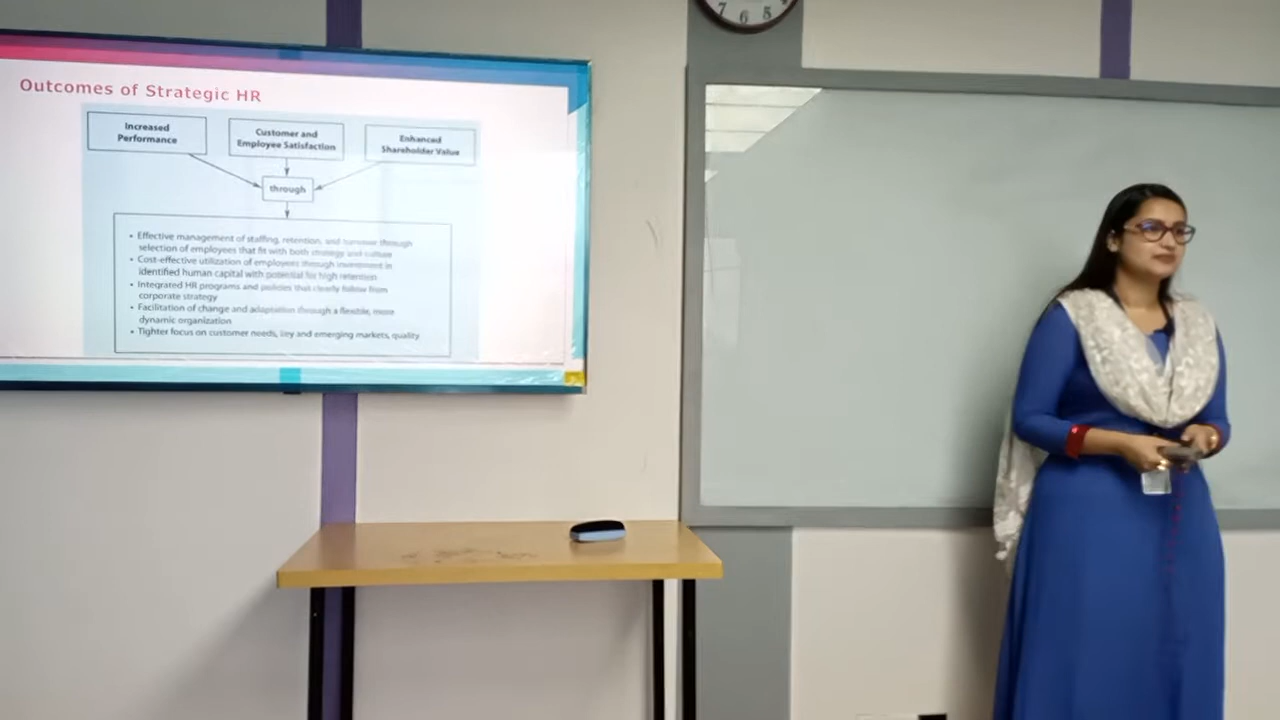 Outcomes of Strategic HR
Increased
Performance
Customer and
Employee Satisfaction
Enhanced
Shareholder Value
through
• Effective management of staffing, retention, and turnover through
selection of employees that fit with both strategy and culture
• Cost-effective utilization of employees through investment in
identified human capital with potential for high retention
• Integrated HR programs and policies that clearly follow from
corporate strategy
• Facilitation of change and adaptation through a flexible, more
dynamic organization
• Tighter focus on customer needs, key and emerging markets, quality
7 6 5